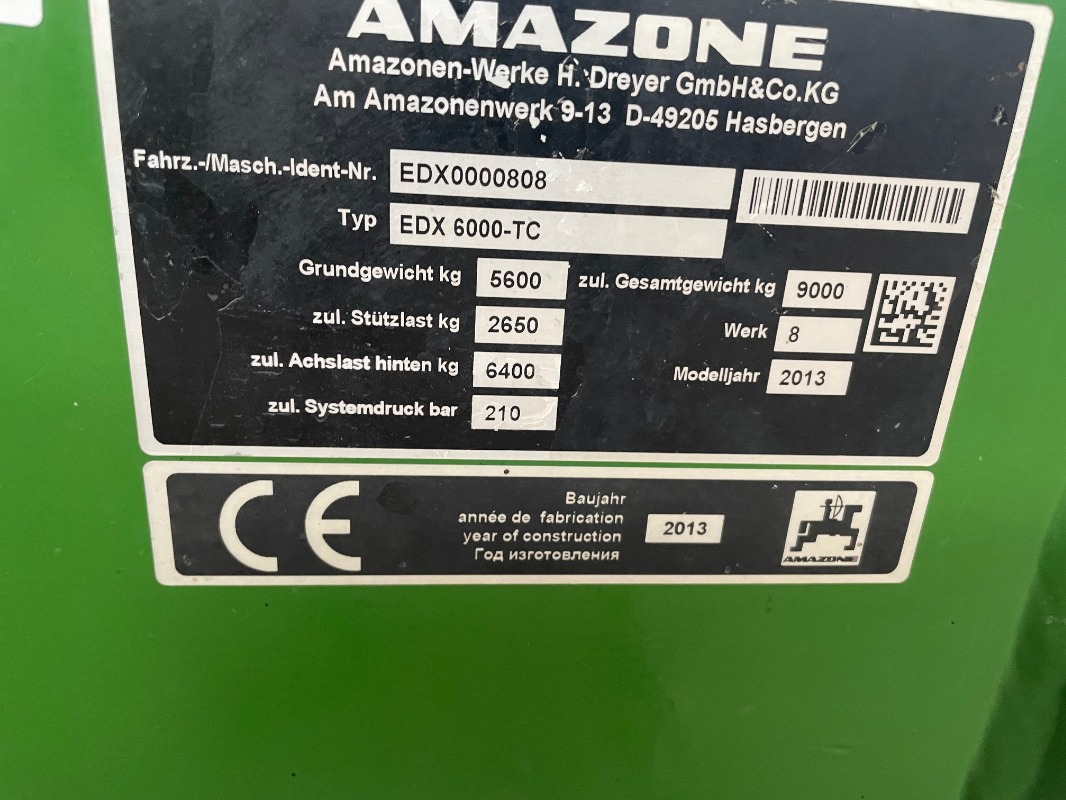 AMAZONE
Amazonen-Werke H. Dreyer GmbH&Co.KG
Am Amazonenwerk 9-13 D-49205 Hasbergen
Fahrz.-/Masch.-Ident-Nr. EDX0000808
Typ EDX 6000-TC
Grundgewicht kg 5600 zul. Gesamtgewicht kg 9000
zul. Stützlast kg 2650 Werk 8
zul. Achslast hinten kg 6400 Modelljahr 2013
zul. Systemdruck bar 210
CE
Baujahr
année de fabrication
year of construction 2013
Год изготовления
AMAZONE